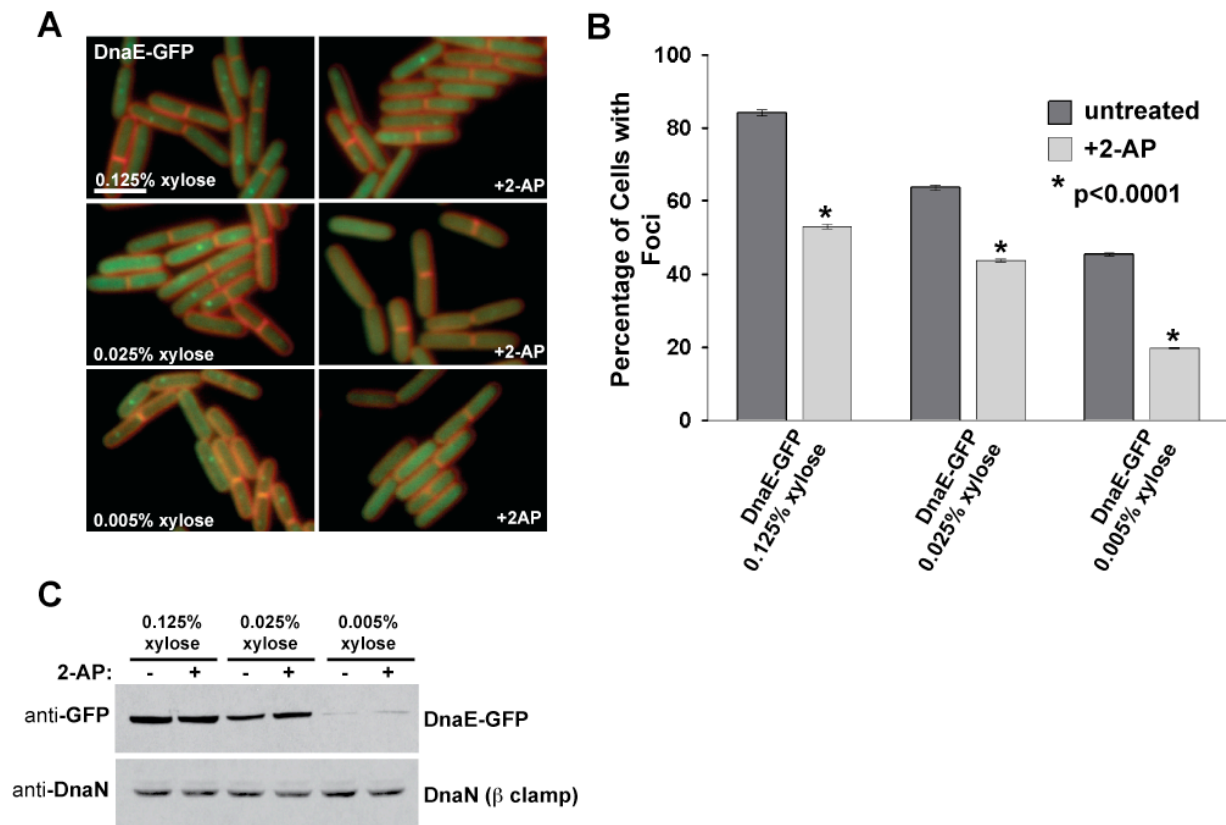 A
DnaE-GFP
0.125% xylose
+2-AP
0.025% xylose
+2-AP
0.005% xylose
+2AP
B
Percentage of Cells with
Foci
100
80
60
40
20
0
untreated
+2-AP
* p<0.0001
*
*
*
DnaE-GFP
0.125% xylose
DnaE-GFP
0.025% xylose
DnaE-GFP
0.005% xylose
C
0.125%
xylose
0.025%
xylose
0.005%
xylose
2-AP: - + - + - +
anti-GFP
DnaE-GFP
anti-DnaN
DnaN (β clamp)